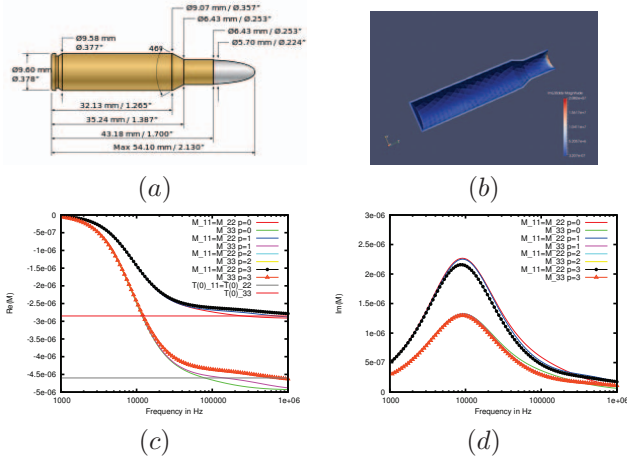 Ø9.07 mm / Ø.357"
Ø6.43 mm / Ø.253"
Ø6.43 mm / Ø.253"
Ø5.70 mm / Ø.224"
Ø9.58 mm
Ø.377"
Ø9.60 mm
Ø.378"
32.13 mm / 1.265"
35.24 mm / 1.387"
43.18 mm / 1.700"
Max 54.10 mm / 2.130"
(a)
(b)
Re(M)
0
-5e-07
-1e-06
-1.5e-06
-2e-06
-2.5e-06
-3e-06
-3.5e-06
-4e-06
-4.5e-06
-5e-06
M_11=M_22 p=0
M_33 p=0
M_11=M_22 p=1
M_33 p=1
M_11=M_22 p=2
M_33 p=2
M_11=M_22 p=3
M_33 p=3
T(0)_11=T(0)_22
T(0)_33
1000 10000 100000 1e+06
Frequency in Hz
(c)
Im(M)
3e-06
2.5e-06
2e-06
1.5e-06
1e-06
5e-07
0
M_11=M_22 p=0
M_33 p=0
M_11=M_22 p=1
M_33 p=1
M_11=M_22 p=2
M_33 p=2
M_11=M_22 p=3
M_33 p=3
1000 10000 100000 1e+06
Frequency in Hz
(d)